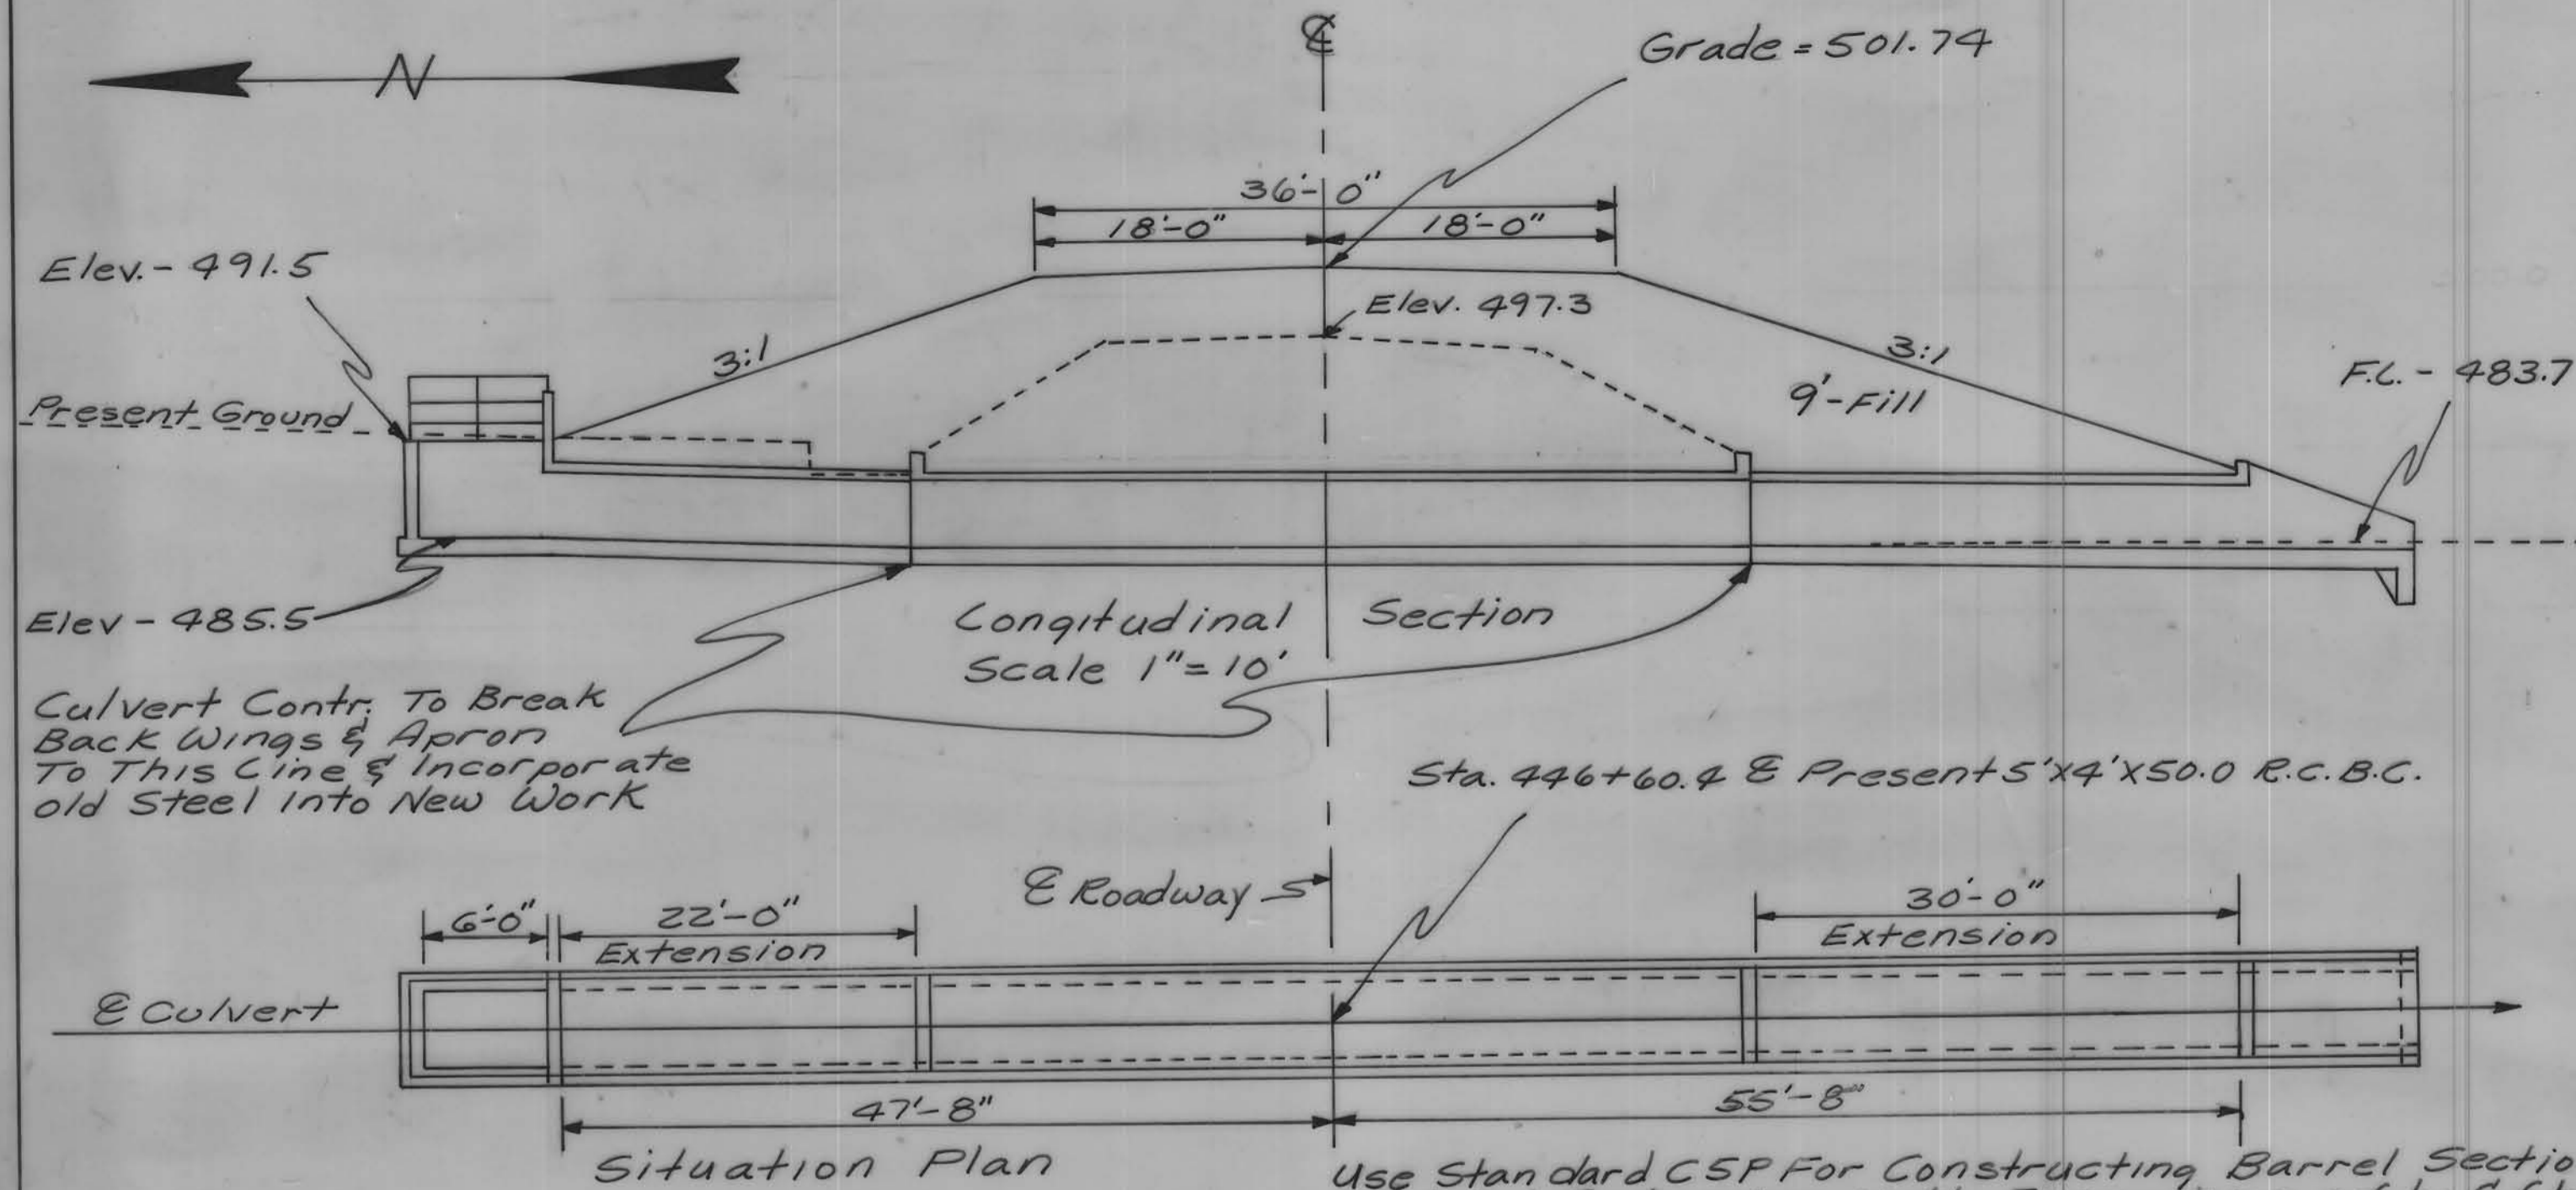 N
℄
Grade = 501.74
36'-0"
18'-0"
18'-0"
Elev. - 491.5
Elev. 497.3
3:1
3:1
9'-Fill
F.L. - 483.7
Present Ground
Elev - 485.5
Longitudinal Section
Scale 1" = 10'
Culvert Contr. To Break
Back Wings & Apron
To This Line & Incorporate
old Steel Into New Work
Sta. 446+60.4 ℄ Present 5'x4'x50.0 R.C.B.C.
℄ Roadway
6'-0"
22'-0"
Extension
30'-0"
Extension
℄ Culvert
47'-8"
55'-8"
Situation Plan
Use Standard C5P For Constructing Barrel Sectio